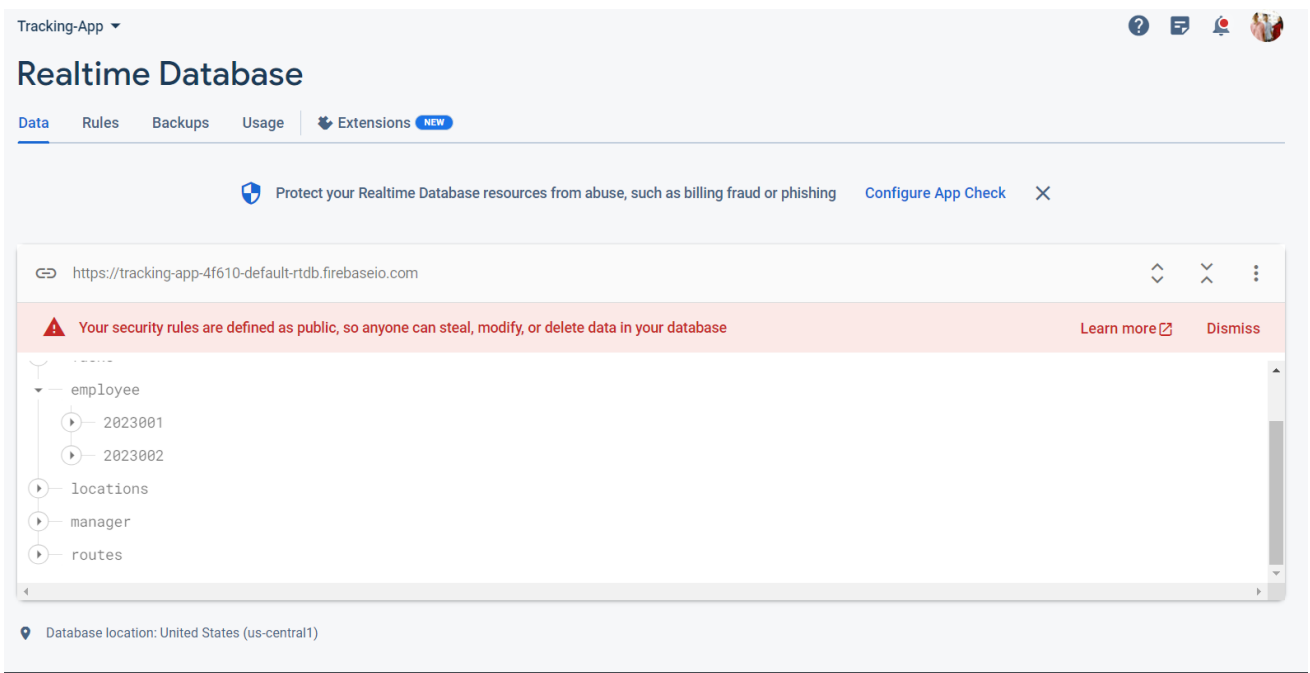 Tracking-App
Realtime Database
Data Rules Backups Usage Extensions NEW
Protect your Realtime Database resources from abuse, such as billing fraud or phishing Configure App Check
https://tracking-app-4f610-default-rtdb.firebaseio.com
Your security rules are defined as public, so anyone can steal, modify, or delete data in your database Learn more Dismiss
employee
2023001
2023002
locations
manager
routes
Database location: United States (us-central1)